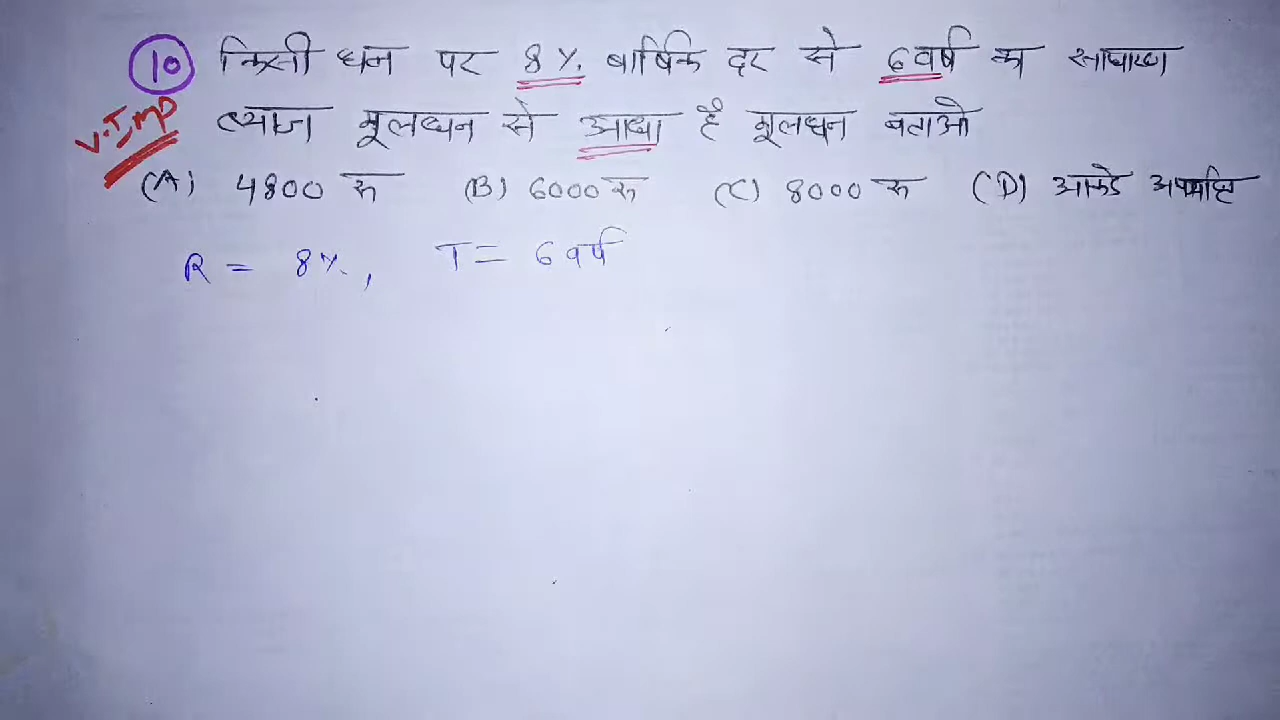 10 किसी धन पर 8% बार्षिक दर से 6 वर्ष का साधारण
V.Imp ब्याज मूलधन से आधा है मूलधन बताओ
(A) 4800 रू (B) 6000 रू (C) 8000 रू (D) आकडे अपर्याप्त
R = 8%, T = 6 वर्ष